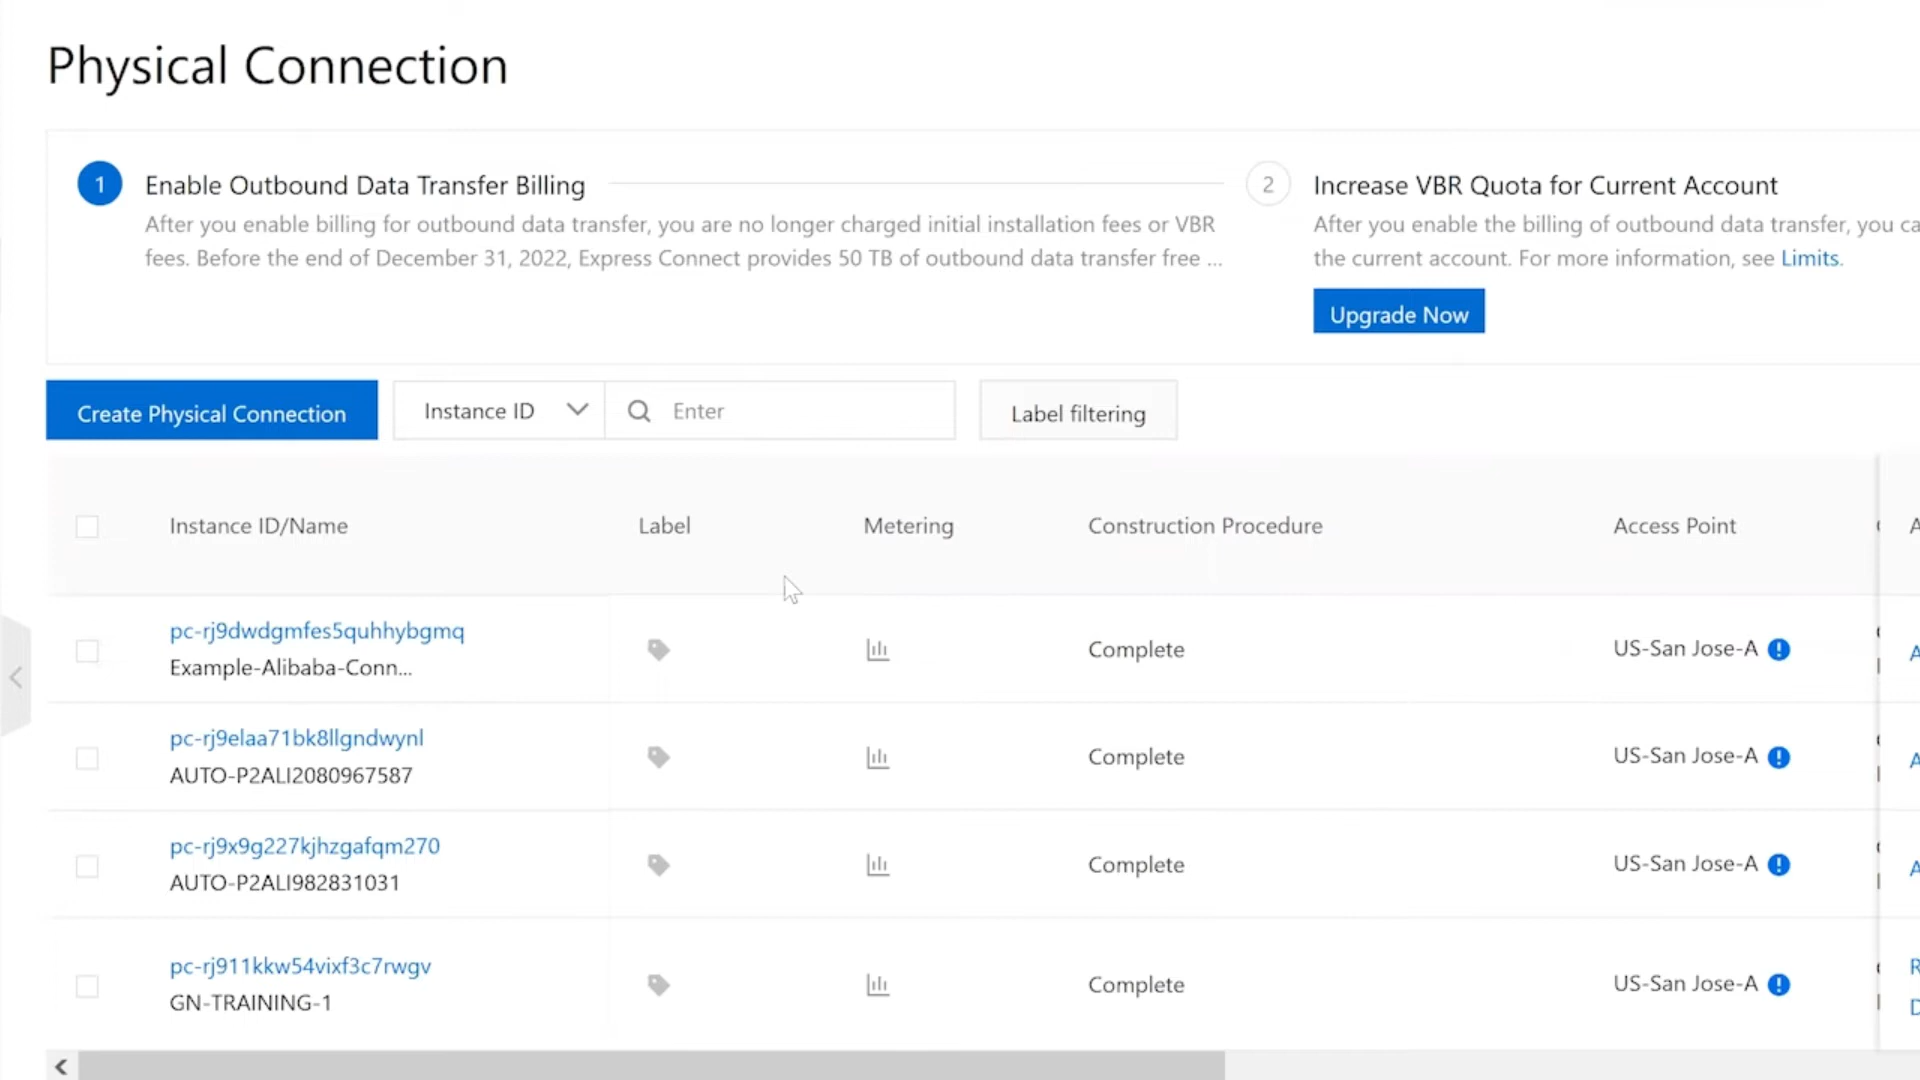 Physical Connection
1 Enable Outbound Data Transfer Billing
After you enable billing for outbound data transfer, you are no longer charged initial installation fees or VBR
fees. Before the end of December 31, 2022, Express Connect provides 50 TB of outbound data transfer free ...
2 Increase VBR Quota for Current Account
After you enable the billing of outbound data transfer, you ca
the current account. For more information, see Limits.
Upgrade Now
Create Physical Connection Instance ID Enter Label filtering
Instance ID/Name Label Metering Construction Procedure Access Point A
pc-rj9dwdgmfes5quhhybgmq Complete US-San Jose-A A
Example-Alibaba-Conn...
pc-rj9elaa71bk8llgndwynl Complete US-San Jose-A A
AUTO-P2ALI2080967587
pc-rj9x9g227kjhzgafqm270 Complete US-San Jose-A A
AUTO-P2ALI982831031
pc-rj911kkw54vixf3c7rwgv Complete US-San Jose-A R
GN-TRAINING-1 D